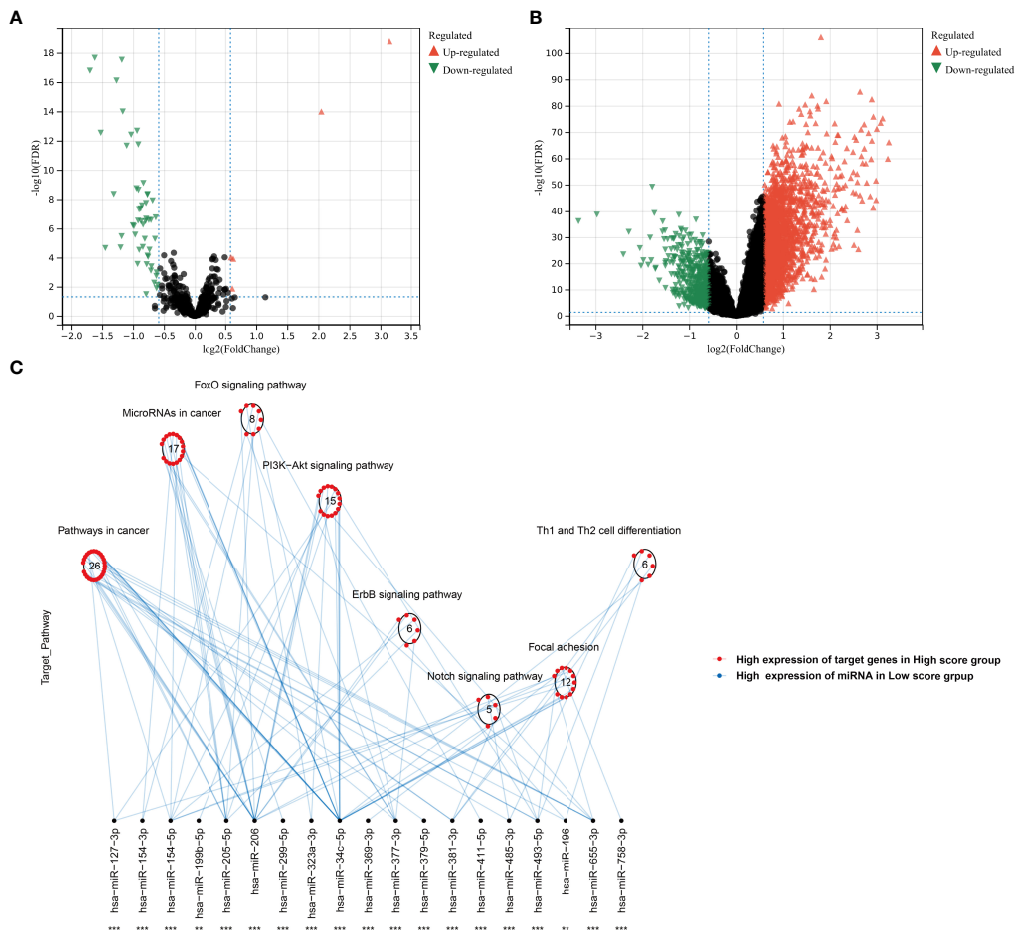 A
B
Regulated
Up-regulated
Down-regulated
Regulated
Up-regulated
Down-regulated
-log10(FDR)
18
16
14
12
10
8
6
4
2
0
−2.0
−1.5
−1.0
−0.5
0.0
0.5
1.0
1.5
2.0
2.5
3.0
3.5
lcg2(FoldChange)
-log10(FDR)
100
90
80
70
60
50
40
30
20
10
0
−3
−2
−1
0
1
2
3
log2(FoldChange)
C
FoxO signaling pathway
8
MicroRNAs in cancer
17
PI3K−Akt signaling pathway
15
Pathways in cancer
26
Th1 and Th2 cell differentiation
6
ErbB signaling pathway
6
Focal achesion
12
Notch signaling pathway
5
Target_Pathway
High expression of target genes in High score group
High expression of miRNA in Low score grpup
hsa−miR−127−3p
hsa−miR−154−3p
hsa−miR−154−5p
hsa−miR−199b−5p
hsa−miR−205−5p
hsa−miR−206
hsa−miR−299−5p
hsa−miR−323a−3p
hsa−miR−34c−5p
hsa−miR−369−3p
hsa−miR−377−3p
hsa−miR−379−5p
hsa−miR−381−3p
hsa−miR−411−5p
hsa−miR−485−3p
hsa−miR−493−5p
hsa−miR−655−3p
hsa−miR−758−3p
*** *** *** ** *** *** *** *** *** *** *** *** *** *** *** *** *** ***